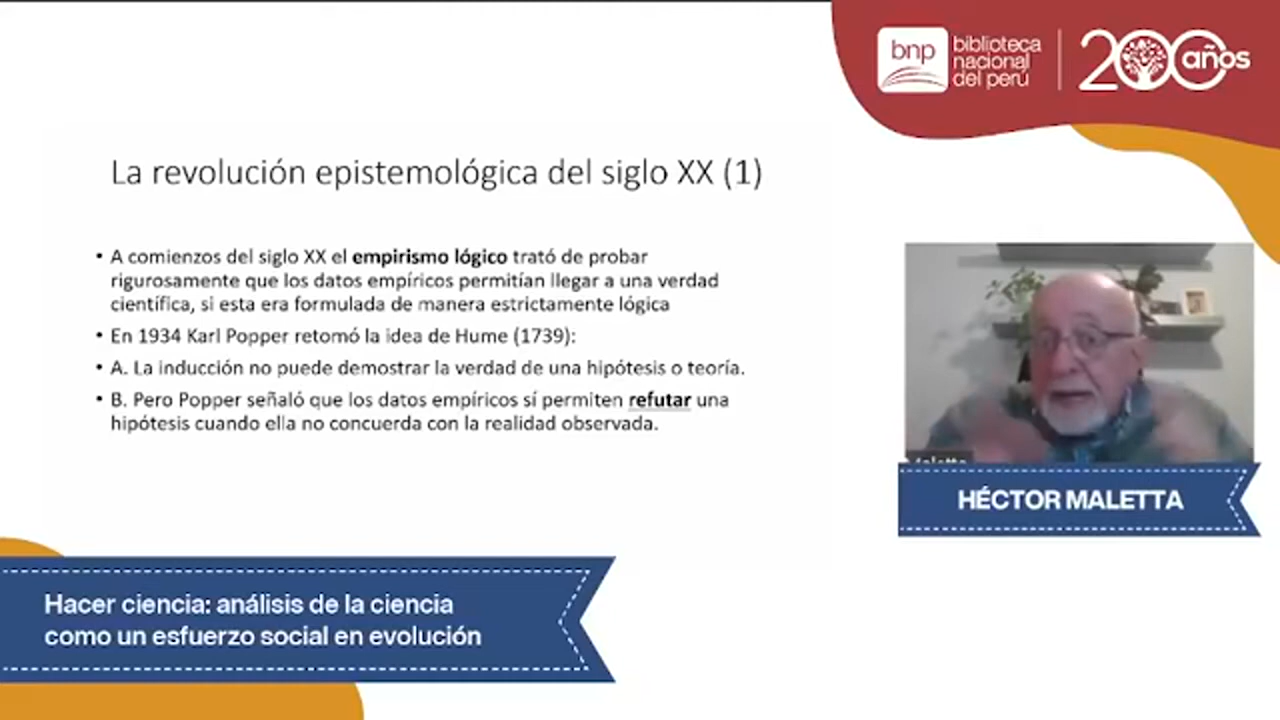 bnp
biblioteca
nacional
del perú
200 años
La revolución epistemológica del siglo XX (1)
• A comienzos del siglo XX el empirismo lógico trató de probar
rigurosamente que los datos empíricos permitían llegar a una verdad
científica, si esta era formulada de manera estrictamente lógica
• En 1934 Karl Popper retomó la idea de Hume (1739):
• A. La inducción no puede demostrar la verdad de una hipótesis o teoría.
• B. Pero Popper señaló que los datos empíricos sí permiten refutar una
hipótesis cuando ella no concuerda con la realidad observada.
HÉCTOR MALETTA
Hacer ciencia: análisis de la ciencia
como un esfuerzo social en evolución